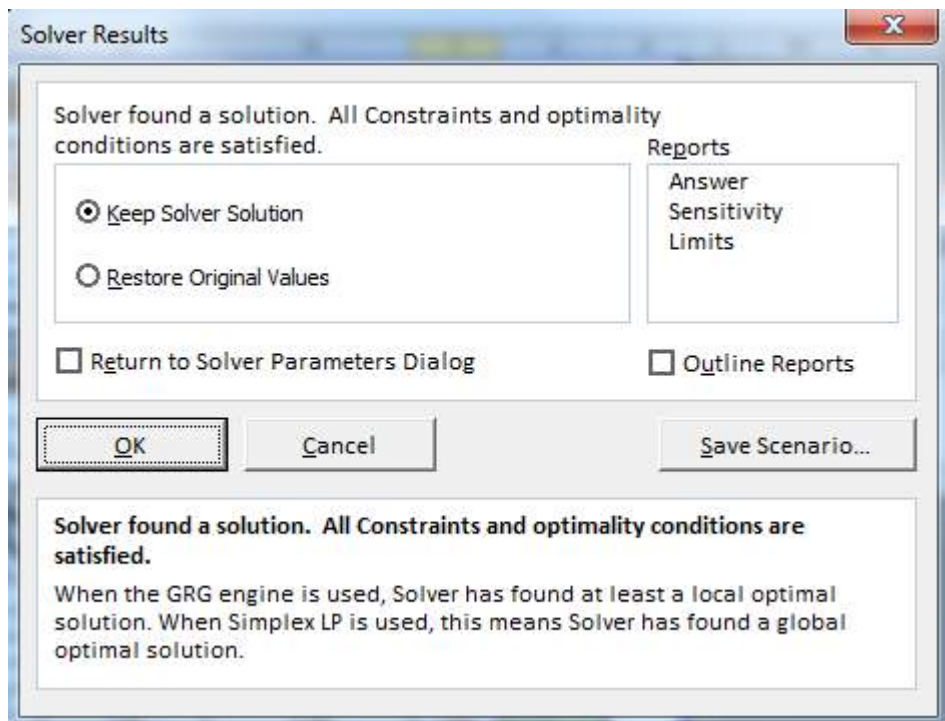 Solver Results
Solver found a solution.  All Constraints and optimality
conditions are satisfied.
Reports
Answer
Sensitivity
Limits
Keep Solver Solution
Restore Original Values
Return to Solver Parameters Dialog
Outline Reports
OK
Cancel
Save Scenario...
Solver found a solution.  All Constraints and optimality conditions are
satisfied.
When the GRG engine is used, Solver has found at least a local optimal
solution. When Simplex LP is used, this means Solver has found a global
optimal solution.